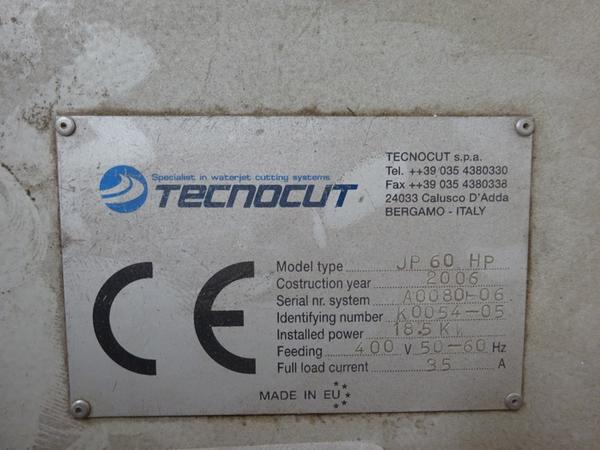 Specialist in waterjet cutting systems
TECNOCUT
TECNOCUT s.p.a.
Tel. ++39 035 4380330
Fax ++39 035 4380338
24033 Calusco D'Adda
BERGAMO - ITALY
CE
Model type JP 60 HP
Costruction year 2006
Serial nr. system A0080-06
Identifying number K0054-05
Installed power 18.5 K
Feeding 400 V 50-60 Hz
Full load current 35 A
MADE IN EU